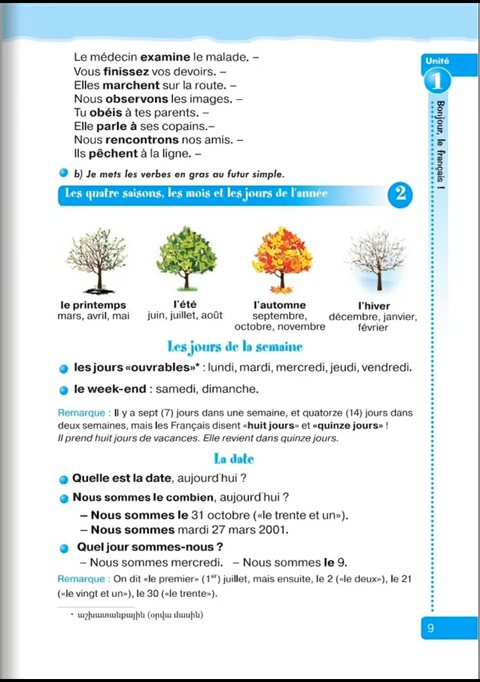 Le médecin examine le malade. –
Vous finissez vos devoirs. –
Elles marchent sur la route. –
Nous observons les images. –
Tu obéis à tes parents. –
Elle parle à ses copains.–
Nous rencontrons nos amis. –
Ils pêchent à la ligne. –
b) Je mets les verbes en gras au futur simple.
Les quatre saisons, les mois et les jours de l'année
2
le printemps
mars, avril, mai
l'été
juin, juillet, août
l'automne
septembre,
octobre, novembre
l'hiver
décembre, janvier,
février
Les jours de la semaine
les jours «ouvrables»* : lundi, mardi, mercredi, jeudi, vendredi.
le week-end : samedi, dimanche.
Remarque : Il y a sept (7) jours dans une semaine, et quatorze (14) jours dans
deux semaines, mais les Français disent «huit jours» et «quinze jours» !
Il prend huit jours de vacances. Elle revient dans quinze jours.
La date
Quelle est la date, aujourd'hui ?
Nous sommes le combien, aujourd'hui ?
– Nous sommes le 31 octobre («le trente et un»).
– Nous sommes mardi 27 mars 2001.
Quel jour sommes-nous ?
– Nous sommes mercredi. – Nous sommes le 9.
Remarque : On dit «le premier» (1er) juillet, mais ensuite, le 2 («le deux»), le 21
(«le vingt et un»), le 30 («le trente»).
* աշխատանքային (օրվա մասին)
Unité
1
Bonjour, le français !
9